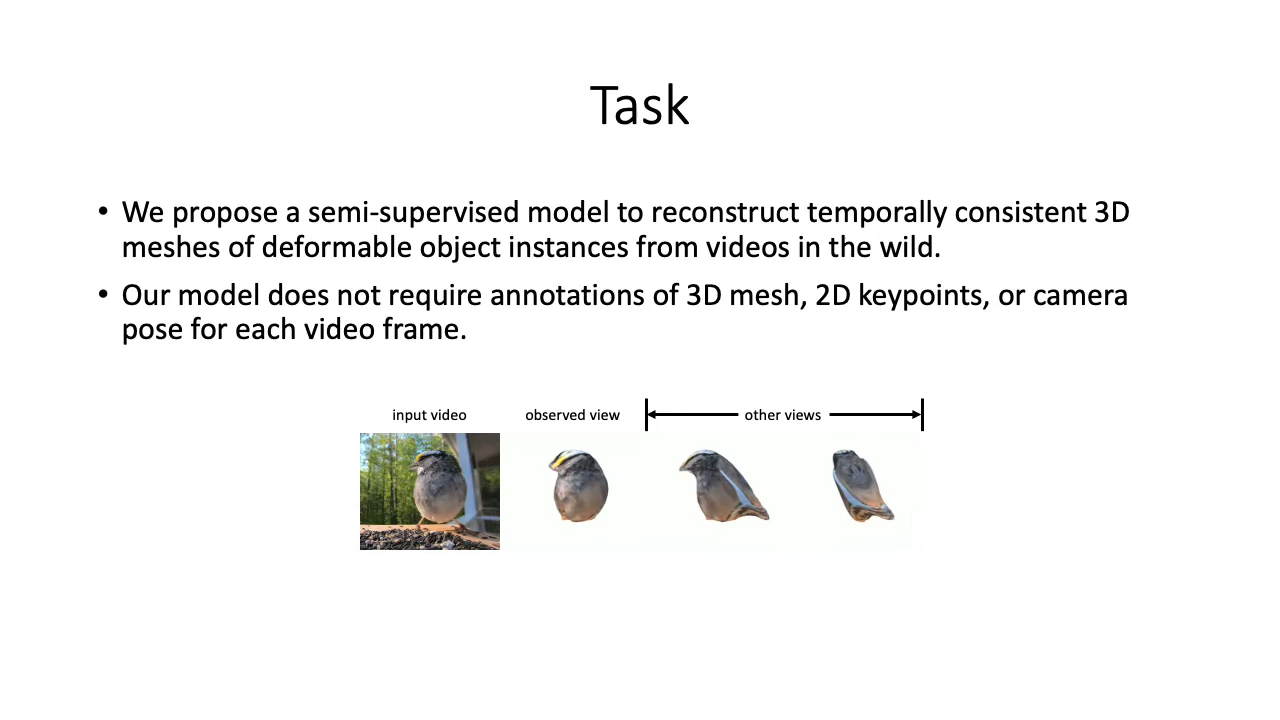 Task
• We propose a semi-supervised model to reconstruct temporally consistent 3D
meshes of deformable object instances from videos in the wild.
• Our model does not require annotations of 3D mesh, 2D keypoints, or camera
pose for each video frame.
input video observed view other views